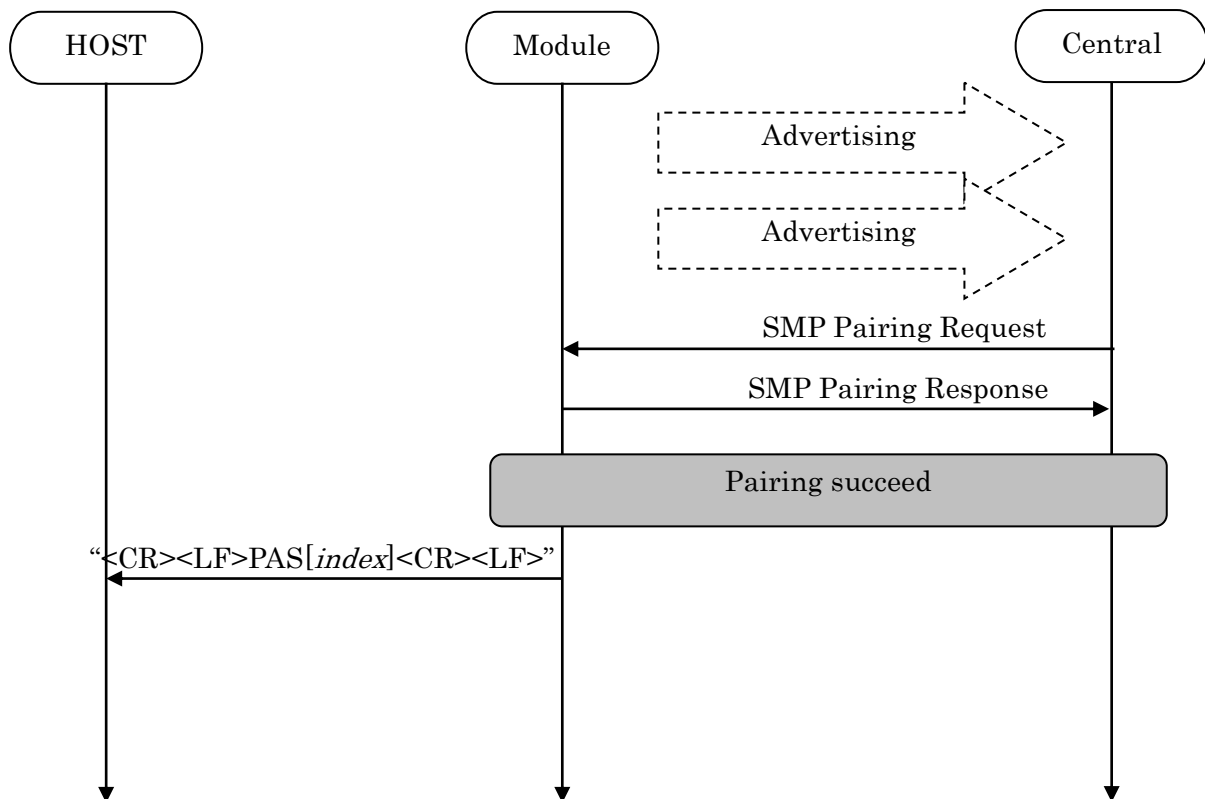 HOST
Module
Central
Advertising
Advertising
SMP Pairing Request
SMP Pairing Response
Pairing succeed
“<CR><LF>PAS[index]<CR><LF>”